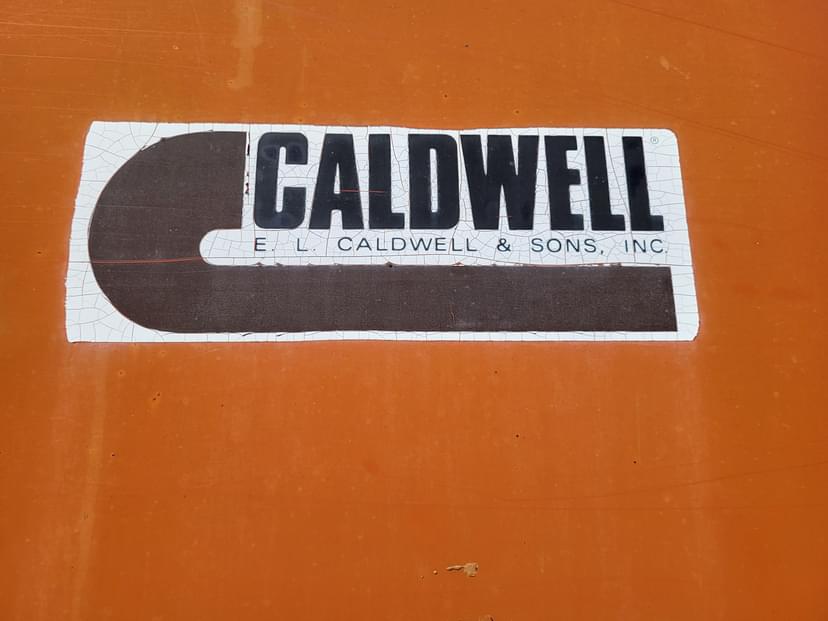 CALDWELL®
E. L. CALDWELL & SONS, INC.